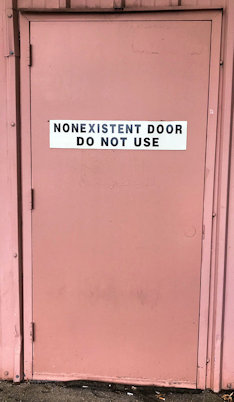 NONEXISTENT DOOR
DO NOT USE